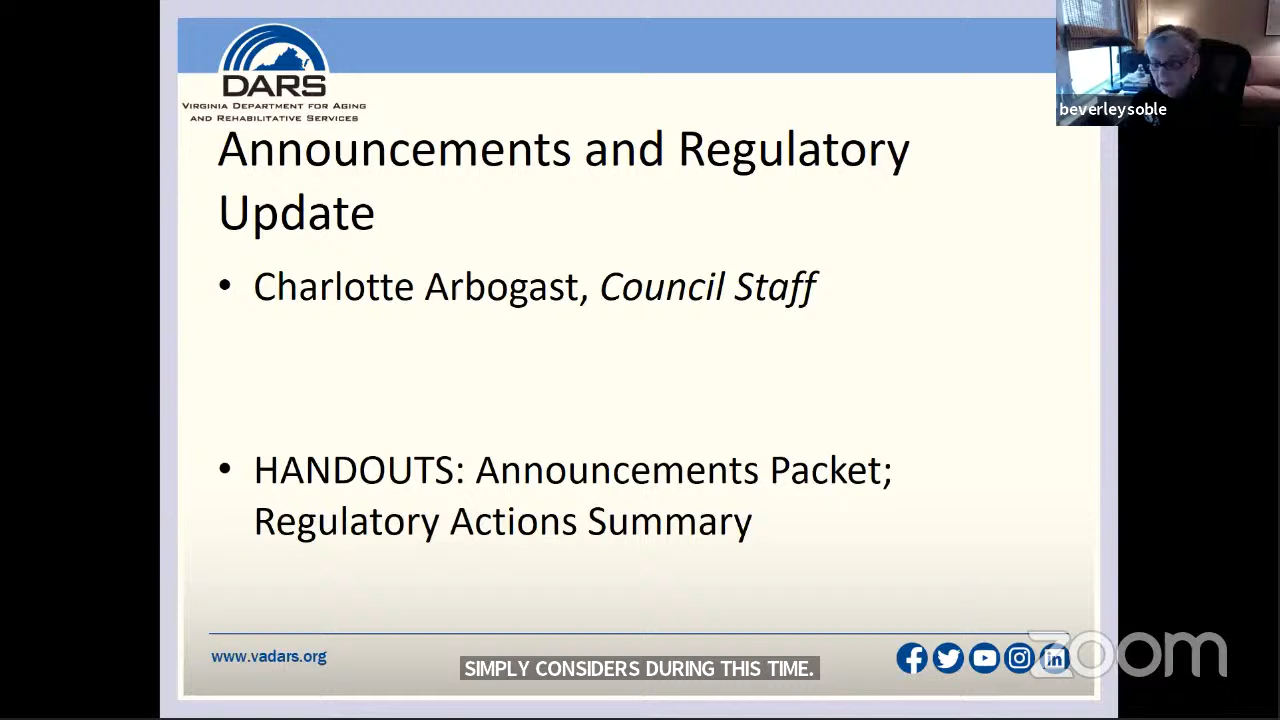 DARS
VIRGINIA DEPARTMENT FOR AGING
AND REHABILITATIVE SERVICES
beverleysoble
Announcements and Regulatory
Update
• Charlotte Arbogast, Council Staff
• HANDOUTS: Announcements Packet;
Regulatory Actions Summary
www.vadars.org
SIMPLY CONSIDERS DURING THIS TIME.
in
zoom